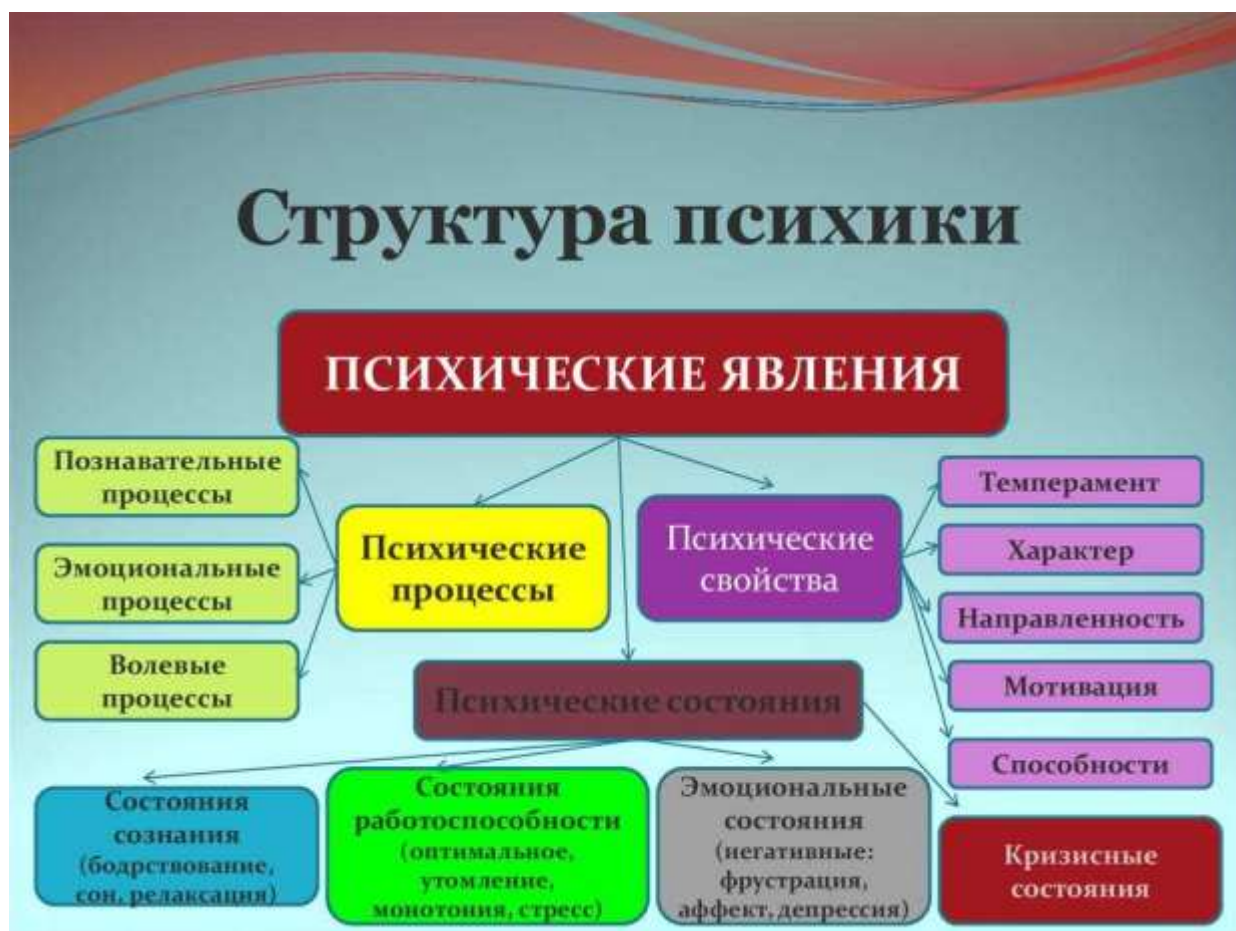 Структура психики
ПСИХИЧЕСКИЕ ЯВЛЕНИЯ
Познавательные
процессы
Эмоциональные
процессы
Волевые
процессы
Психические
процессы
Психические
свойства
Темперамент
Характер
Направленность
Мотивация
Способности
Психические состояния
Состояния
сознания
(бодрствование,
сон, релаксация)
Состояния
работоспособности
(оптимальное,
утомление,
монотония, стресс)
Эмоциональные
состояния
(негативные:
фрустрация,
аффект, депрессия)
Кризисные
состояния